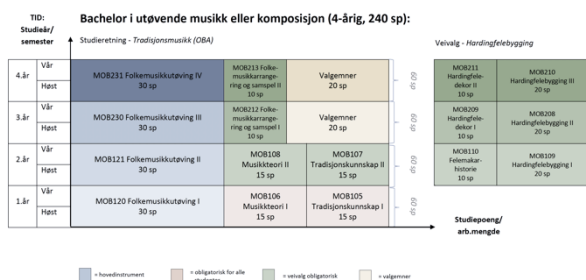 TID:
Studieår/
semester
Bachelor i utøvende musikk eller komposisjon (4-årig, 240 sp):
Studieretning - Tradisjonsmusikk (OBA)
Veivalg - Hardingfelebygging
4.år
Vår
Høst
MOB231 Folkemusikkutøving IV
30 sp
MOB213 Folke-
musikkarrange-
ring og samspel II
10 sp
Valgemner
20 sp
60 sp
MOB211
Hardingfele-
dekor II
10 sp
MOB210
Hardingfelebygging III
20 sp
3.år
Vår
Høst
MOB230 Folkemusikkutøving III
30 sp
MOB212 Folke-
musikkarrange-
ring og samspel I
10 sp
Valgemner
20 sp
60 sp
MOB209
Hardingfele-
dekor I
10 sp
MOB208
Hardingfelebygging II
20 sp
2.år
Vår
Høst
MOB121 Folkemusikkutøving II
30 sp
MOB108
Musikkteori II
15 sp
MOB107
Tradisjonskunnskap II
15 sp
60 sp
MOB110
Felemakar-
historie
10 sp
MOB109
Hardingfelebygging I
20 sp
1.år
Vår
Høst
MOB120 Folkemusikkutøving I
30 sp
MOB106
Musikkteori I
15 sp
MOB105
Tradisjonskunnskap I
15 sp
60 sp
Studiepoeng/
arb.mengde
= hovedinstrument
= obligatorisk for alle
= veivalg obligatorisk
= valgemner